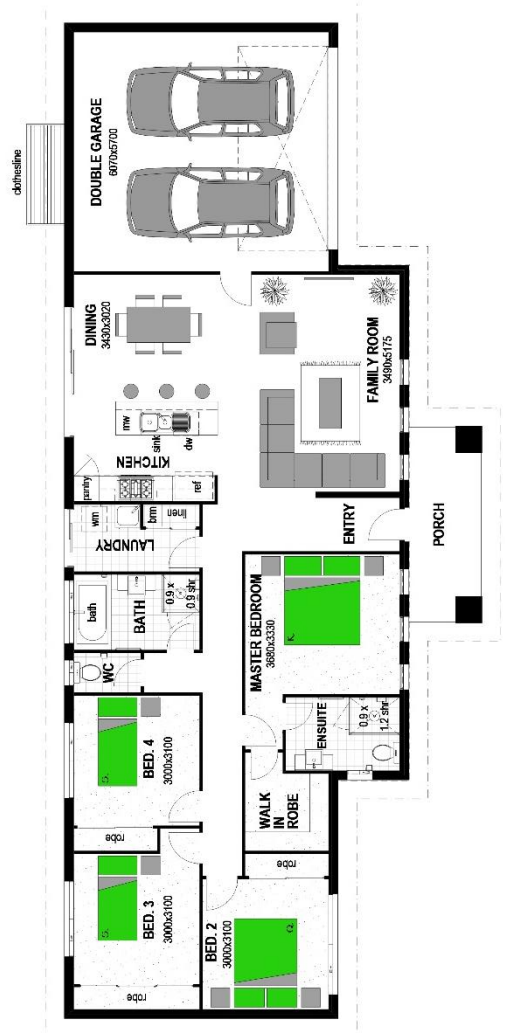 clothesline
DOUBLE GARAGE
6070x5700
DINING
3430x3020
FAMILY ROOM
3490x5175
mw
sink
dw
KITCHEN
pantry
ref
wm
brm
linen
LAUNDRY
ENTRY
PORCH
bath
BATH
0.9 x
0.9 shr
WC
MASTER BEDROOM
3680x3330
K.
ENSUITE
0.9 x
1.2 shr
WALK
IN
ROBE
D.
BED. 4
3000x3100
robe
D.
BED. 3
3000x3100
robe
robe
BED. 2
3000x3100
Q.